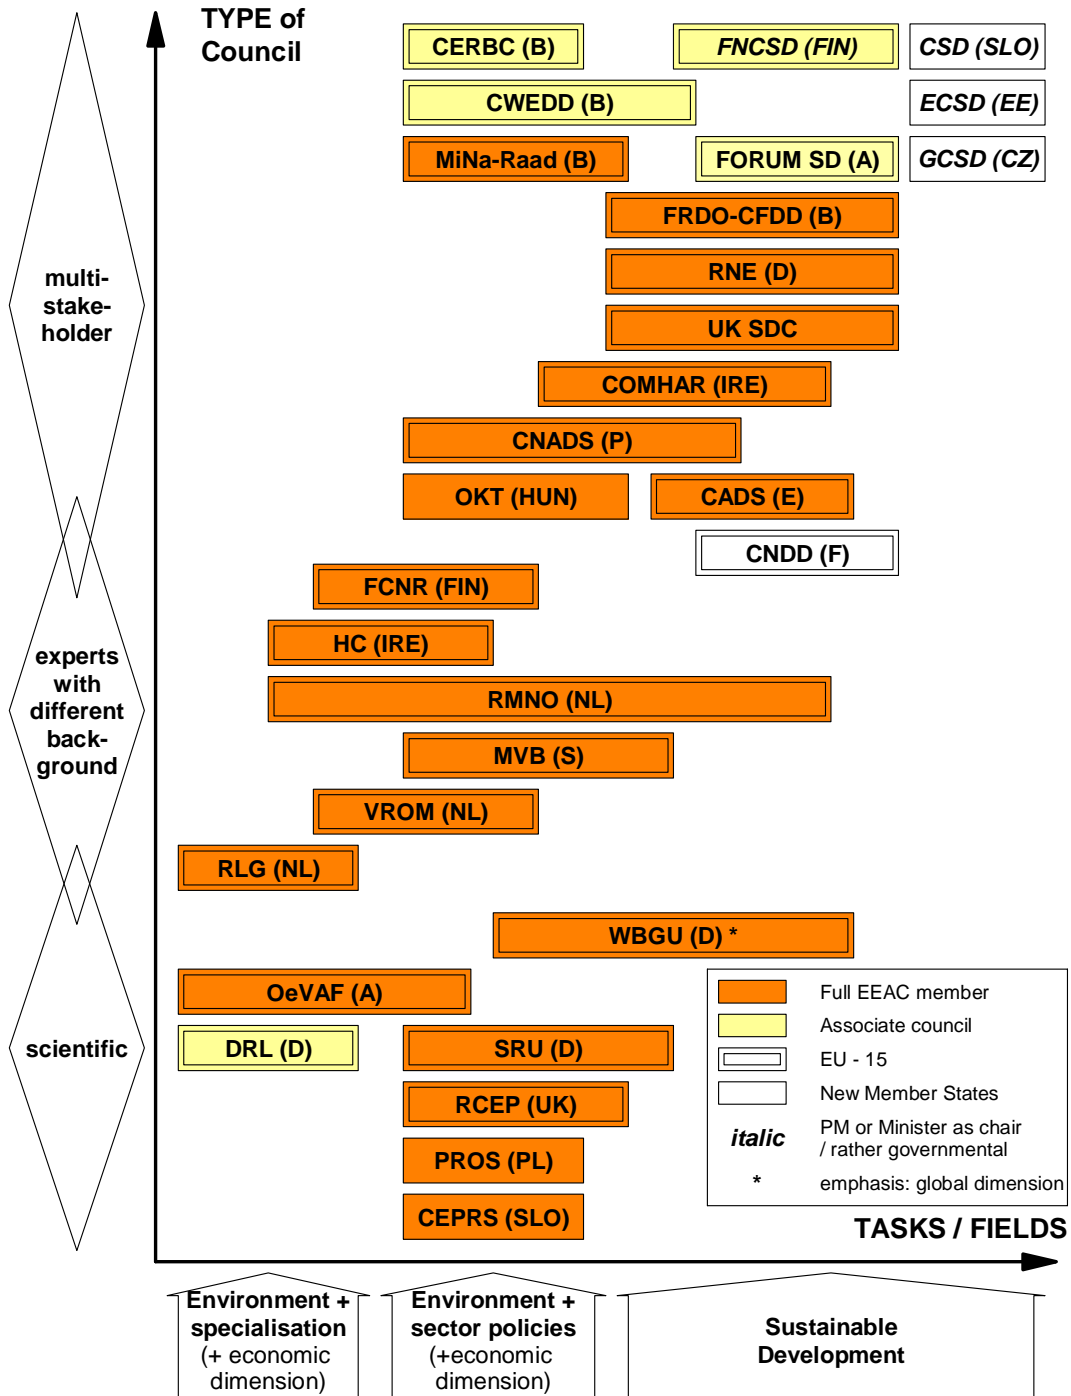 TYPE of
Council
CERBC (B)
FNCSD (FIN)
CSD (SLO)
CWEDD (B)
ECSD (EE)
MiNa-Raad (B)
FORUM SD (A)
GCSD (CZ)
FRDO-CFDD (B)
RNE (D)
UK SDC
COMHAR (IRE)
CNADS (P)
OKT (HUN)
CADS (E)
CNDD (F)
FCNR (FIN)
HC (IRE)
RMNO (NL)
MVB (S)
VROM (NL)
RLG (NL)
WBGU (D) *
OeVAF (A)
DRL (D)
SRU (D)
RCEP (UK)
PROS (PL)
CEPRS (SLO)
multi-
stake-
holder
experts
with
different
back-
ground
scientific
Full EEAC member
Associate council
EU - 15
New Member States
italic PM or Minister as chair
/ rather governmental
* emphasis: global dimension
TASKS / FIELDS
Environment +
specialisation
(+ economic
dimension)
Environment +
sector policies
(+economic
dimension)
Sustainable
Development